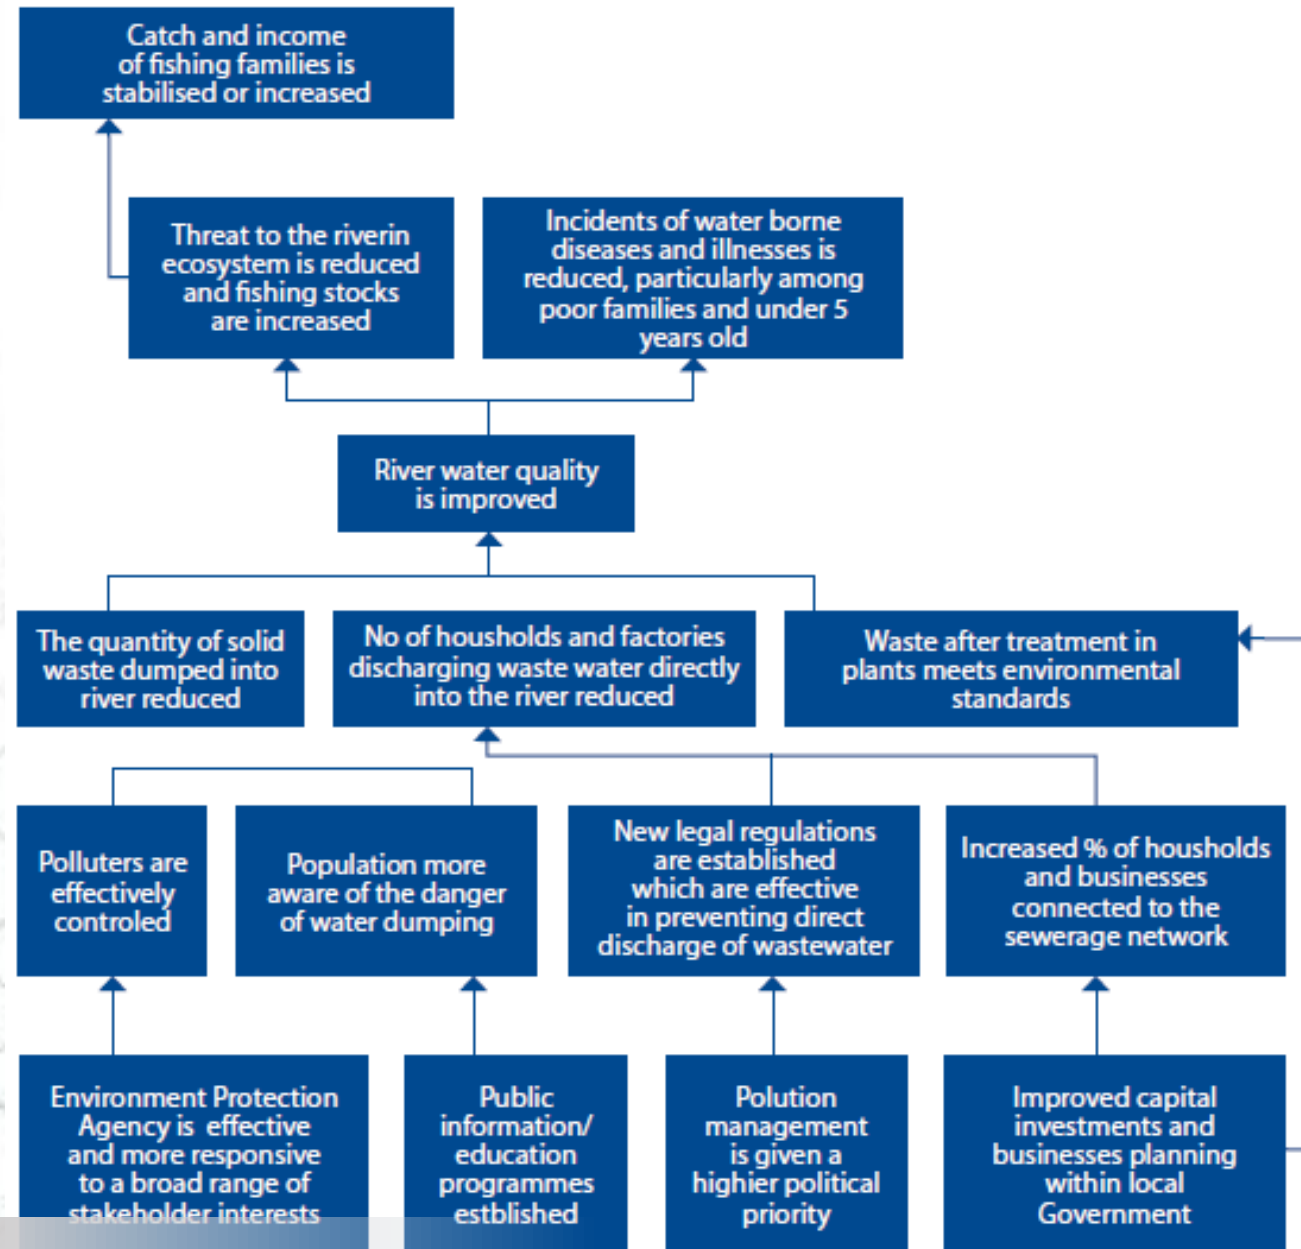 Catch and income
of fishing families is
stabilised or increased
Threat to the riverin
ecosystem is reduced
and fishing stocks
are increased
Incidents of water borne
diseases and illnesses is
reduced, particularly among
poor families and under 5
years old
River water quality
is improved
The quantity of solid
waste dumped into
river reduced
No of housholds and factories
discharging waste water directly
into the river reduced
Waste after treatment in
plants meets environmental
standards
Polluters are
effectively
controled
Population more
aware of the danger
of water dumping
New legal regulations
are established
which are effective
in preventing direct
discharge of wastewater
Increased % of housholds
and businesses
connected to the
sewerage network
Environment Protection
Agency is effective
and more responsive
to a broad range of
stakeholder interests
Public
information/
education
programmes
estblished
Polution
management
is given a
highier political
priority
Improved capital
investments and
businesses planning
within local
Government